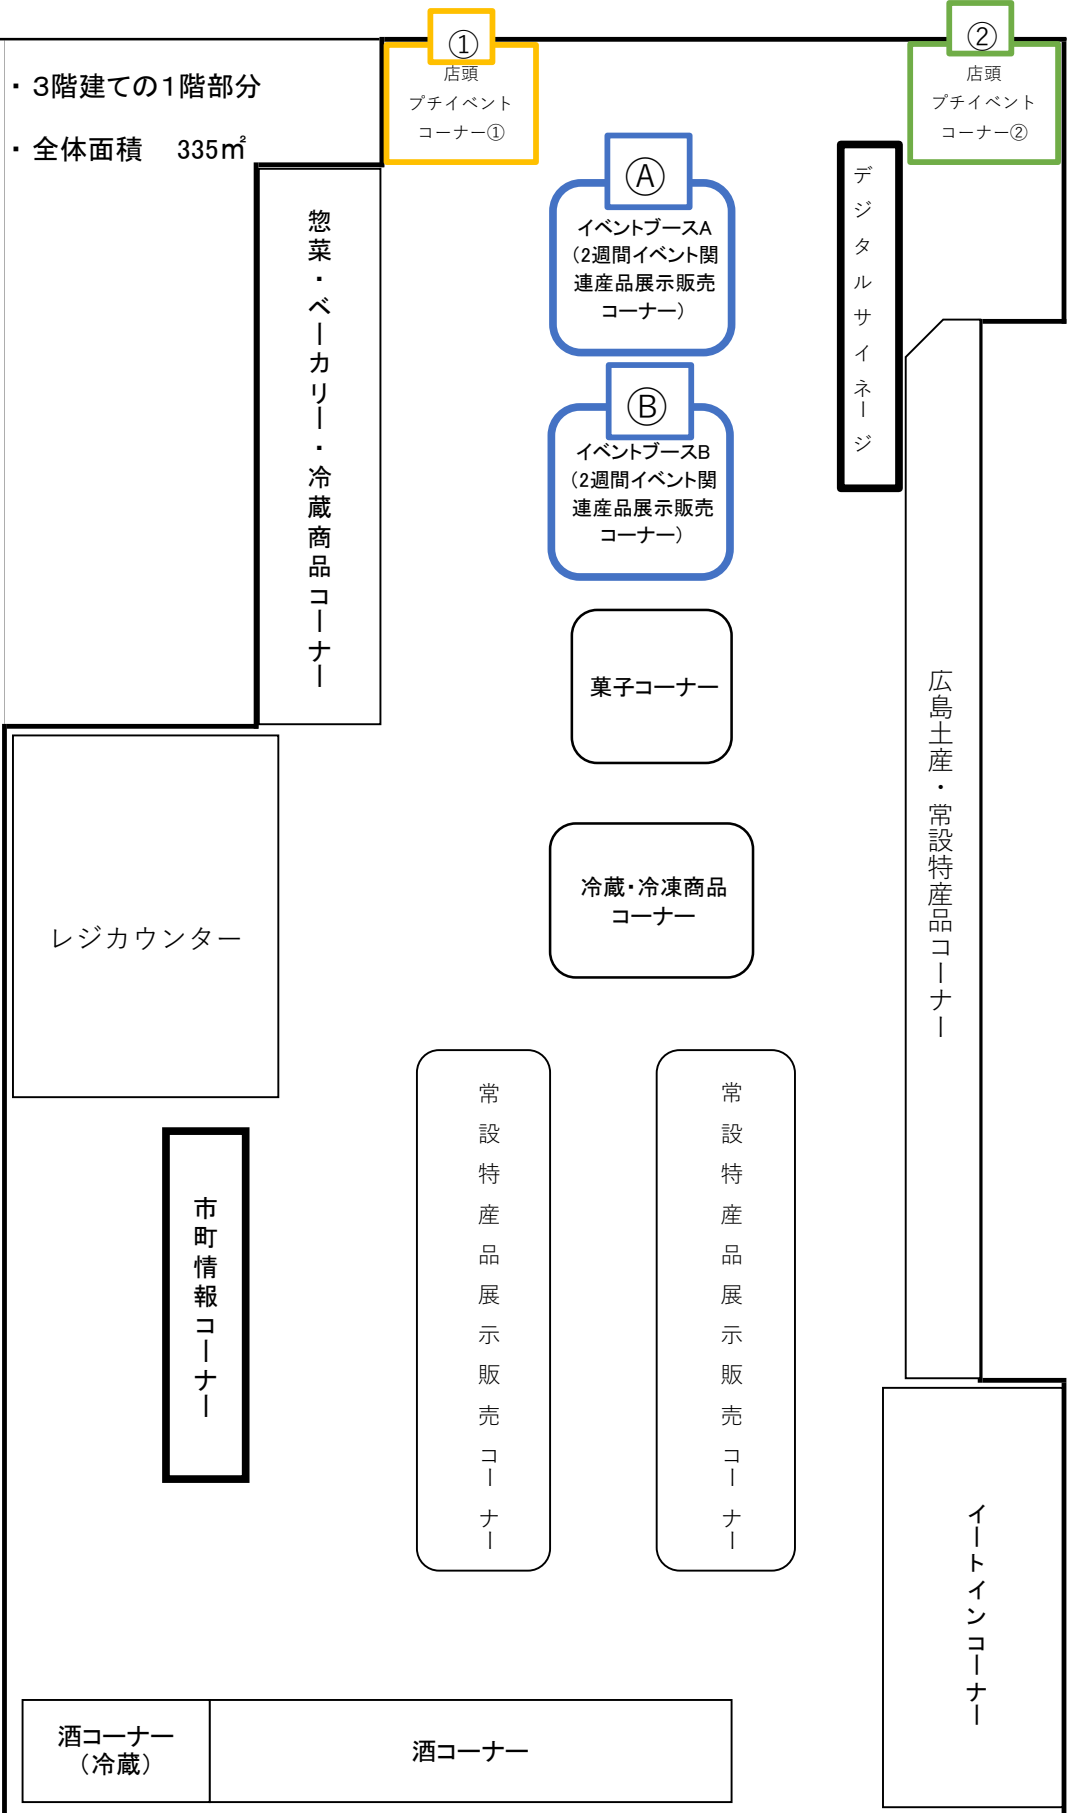 ①
店頭
プチイベント
コーナー①
②
店頭
プチイベント
コーナー②
・３階建ての１階部分
・全体面積　335㎡
Ⓐ
イベントブースA
（2週間イベント関
連産品展示販売
コーナー）
デジタルサイネージ
惣菜・ベーカリー・冷蔵商品コーナー
Ⓑ
イベントブースB
（2週間イベント関
連産品展示販売
コーナー）
菓子コーナー
広島土産・常設特産品コーナー
レジカウンター
冷蔵・冷凍商品
コーナー
常設特産品展示販売コーナー
常設特産品展示販売コーナー
市町情報コーナー
イートインコーナー
酒コーナー
（冷蔵）
酒コーナー